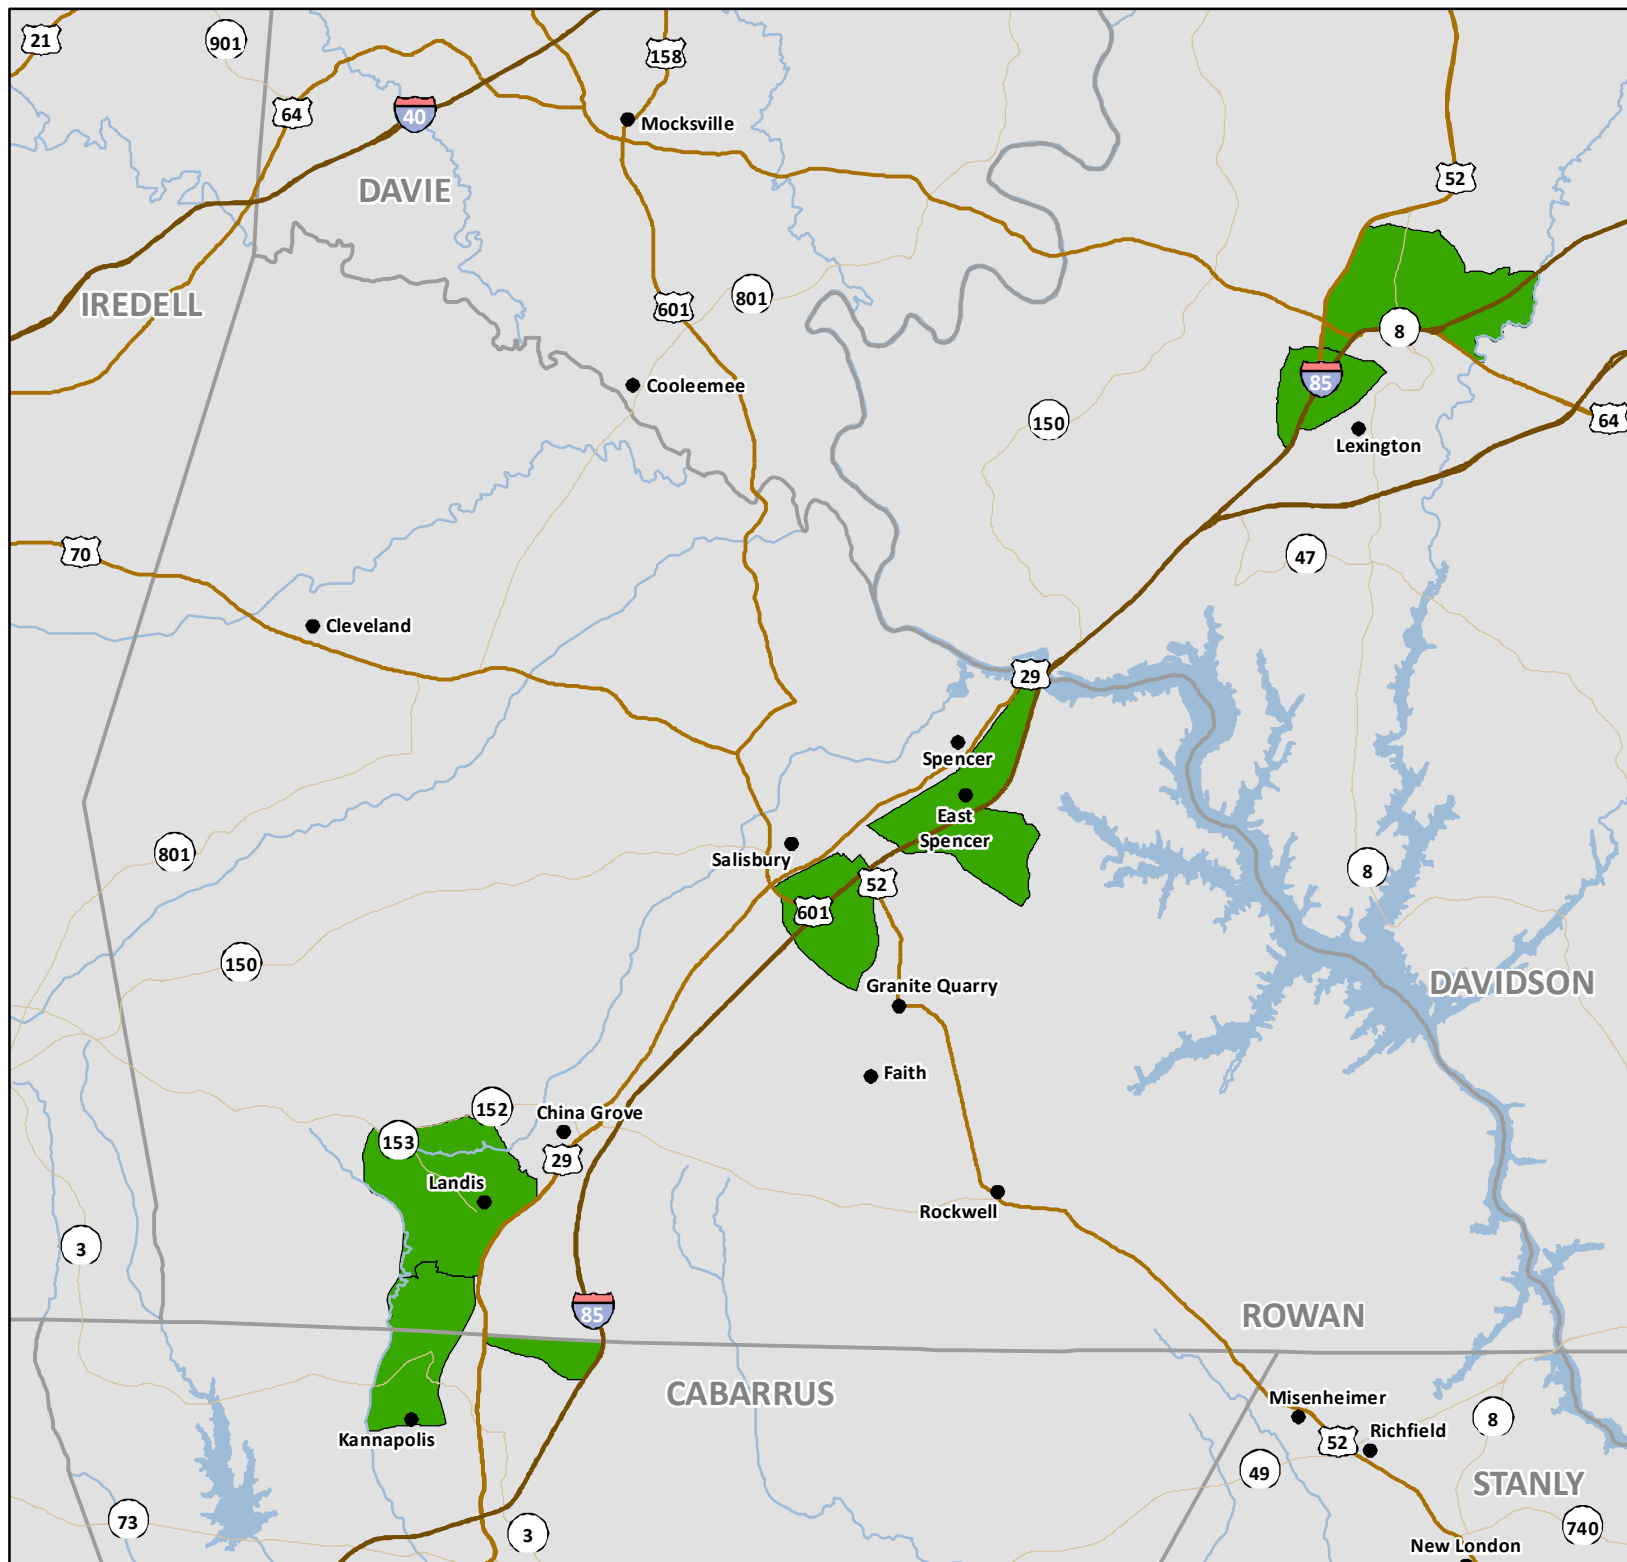 21
901
158
64
40
Mocksville
52
DAVIE
IREDELL
601
801
8
85
Cooleemee
150
64
Lexington
70
47
Cleveland
29
Spencer
East
Spencer
Salisbury
801
52
8
601
150
DAVIDSON
Granite Quarry
Faith
152
China Grove
153
29
Landis
Rockwell
3
85
ROWAN
CABARRUS
Misenheimer
8
Richfield
Kannapolis
52
49
STANLY
73
740
3
New London